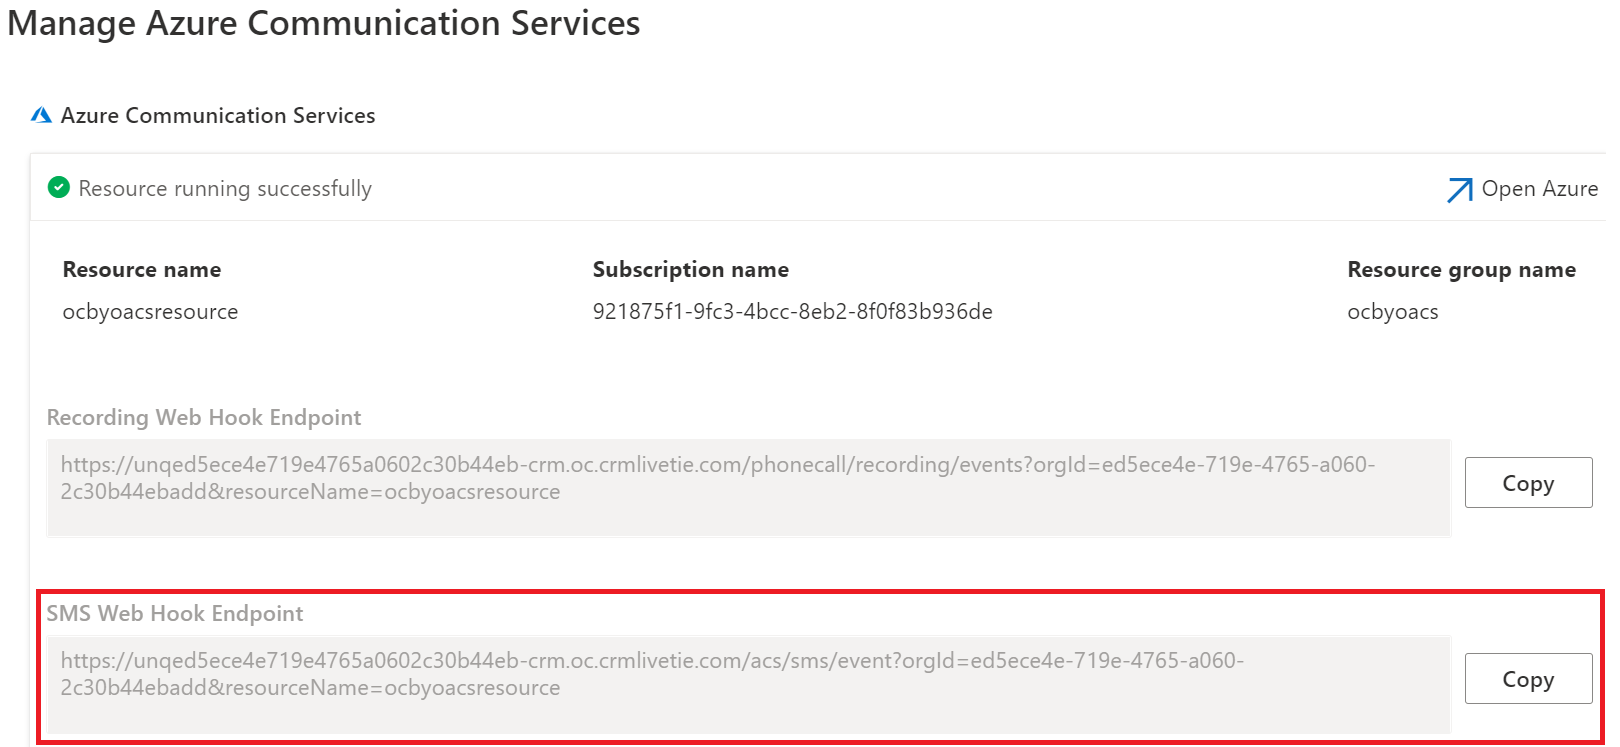 Manage Azure Communication Services
Azure Communication Services
Resource running successfully
Open Azure
Resource name
Subscription name
Resource group name
ocbyoacsresource
921875f1-9fc3-4bcc-8eb2-8f0f83b936de
ocbyoacs
Recording Web Hook Endpoint
https://unqed5ece4e719e4765a0602c30b44eb-crm.oc.crmlivetie.com/phonecall/recording/events?orgId=ed5ece4e-719e-4765-a060-
2c30b44ebadd&resourceName=ocbyoacsresource
Copy
SMS Web Hook Endpoint
https://unqed5ece4e719e4765a0602c30b44eb-crm.oc.crmlivetie.com/acs/sms/event?orgId=ed5ece4e-719e-4765-a060-
2c30b44ebadd&resourceName=ocbyoacsresource
Copy